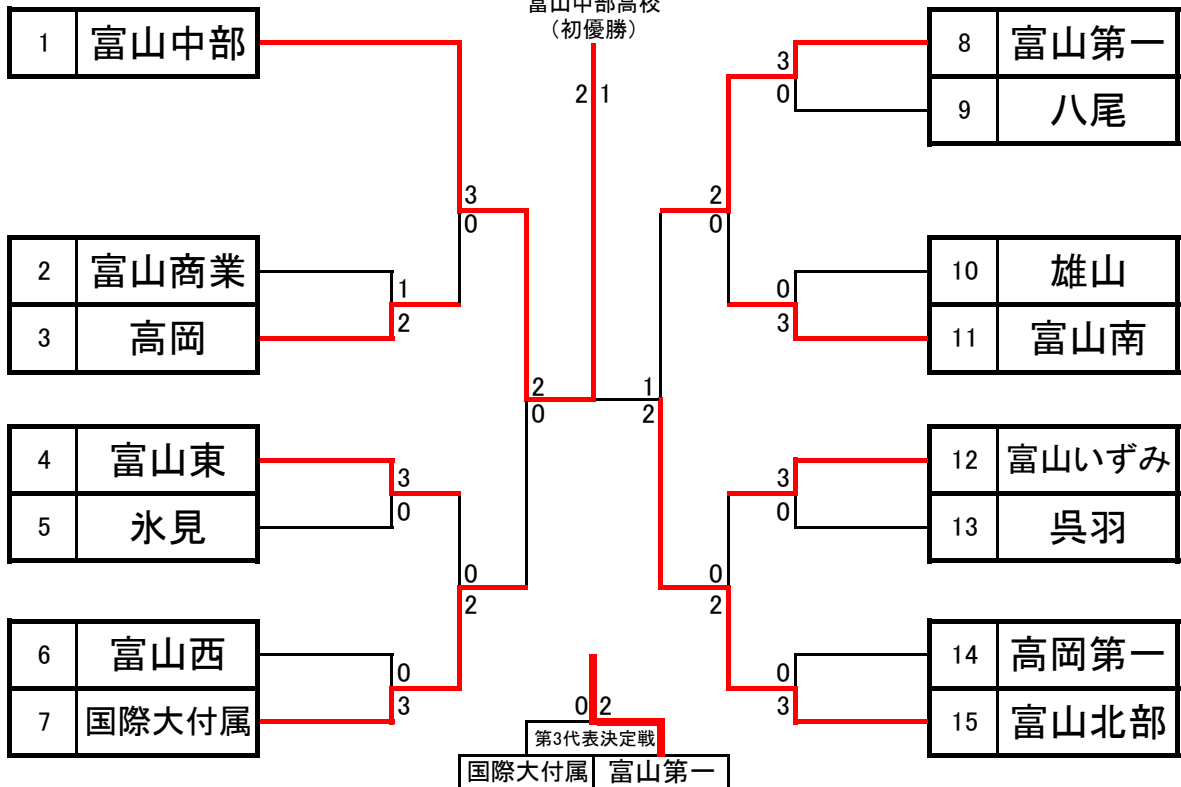 富山中部高校
（初優勝）
1 富山中部
8 富山第一
3
0
2 1
9 八尾
3
0
2
0
2 富山商業
10 雄山
1
2
0
3
3 高岡
11 富山南
2
0
1
2
4 富山東
12 富山いずみ
3
0
3
0
5 氷見
13 呉羽
0
2
0
2
6 富山西
14 高岡第一
0
3
0
3
7 国際大付属
15 富山北部
0 2
第3代表決定戦
国際大付属 富山第一